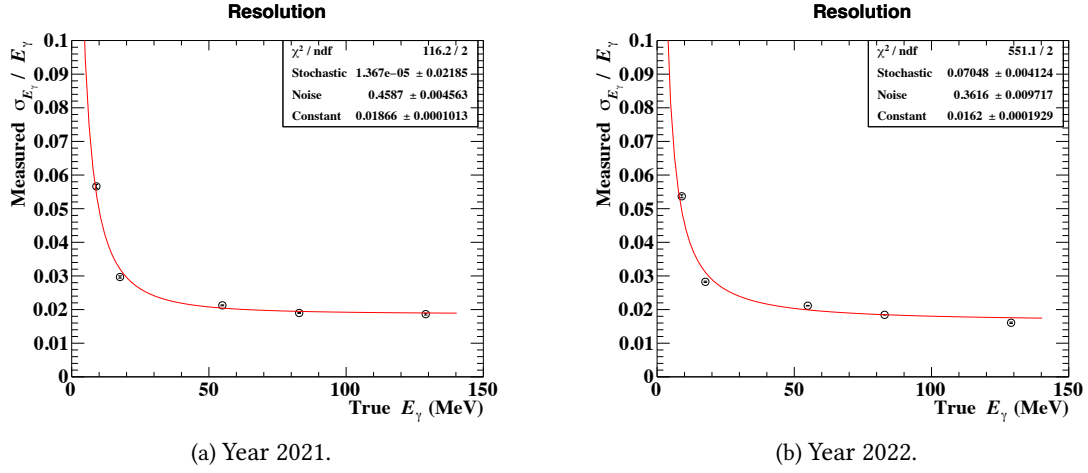 Resolution
χ² / ndf 116.2 / 2
Stochastic 1.367e−05 ± 0.02185
Noise 0.4587 ± 0.004563
Constant 0.01866 ± 0.0001013
Measured σ_{E_γ} / E_γ
0.1
0.09
0.08
0.07
0.06
0.05
0.04
0.03
0.02
0.01
0
0 50 100 150
True E_γ (MeV)
(a) Year 2021.
Resolution
χ² / ndf 551.1 / 2
Stochastic 0.07048 ± 0.004124
Noise 0.3616 ± 0.009717
Constant 0.0162 ± 0.0001929
Measured σ_{E_γ} / E_γ
0.1
0.09
0.08
0.07
0.06
0.05
0.04
0.03
0.02
0.01
0
0 50 100 150
True E_γ (MeV)
(b) Year 2022.